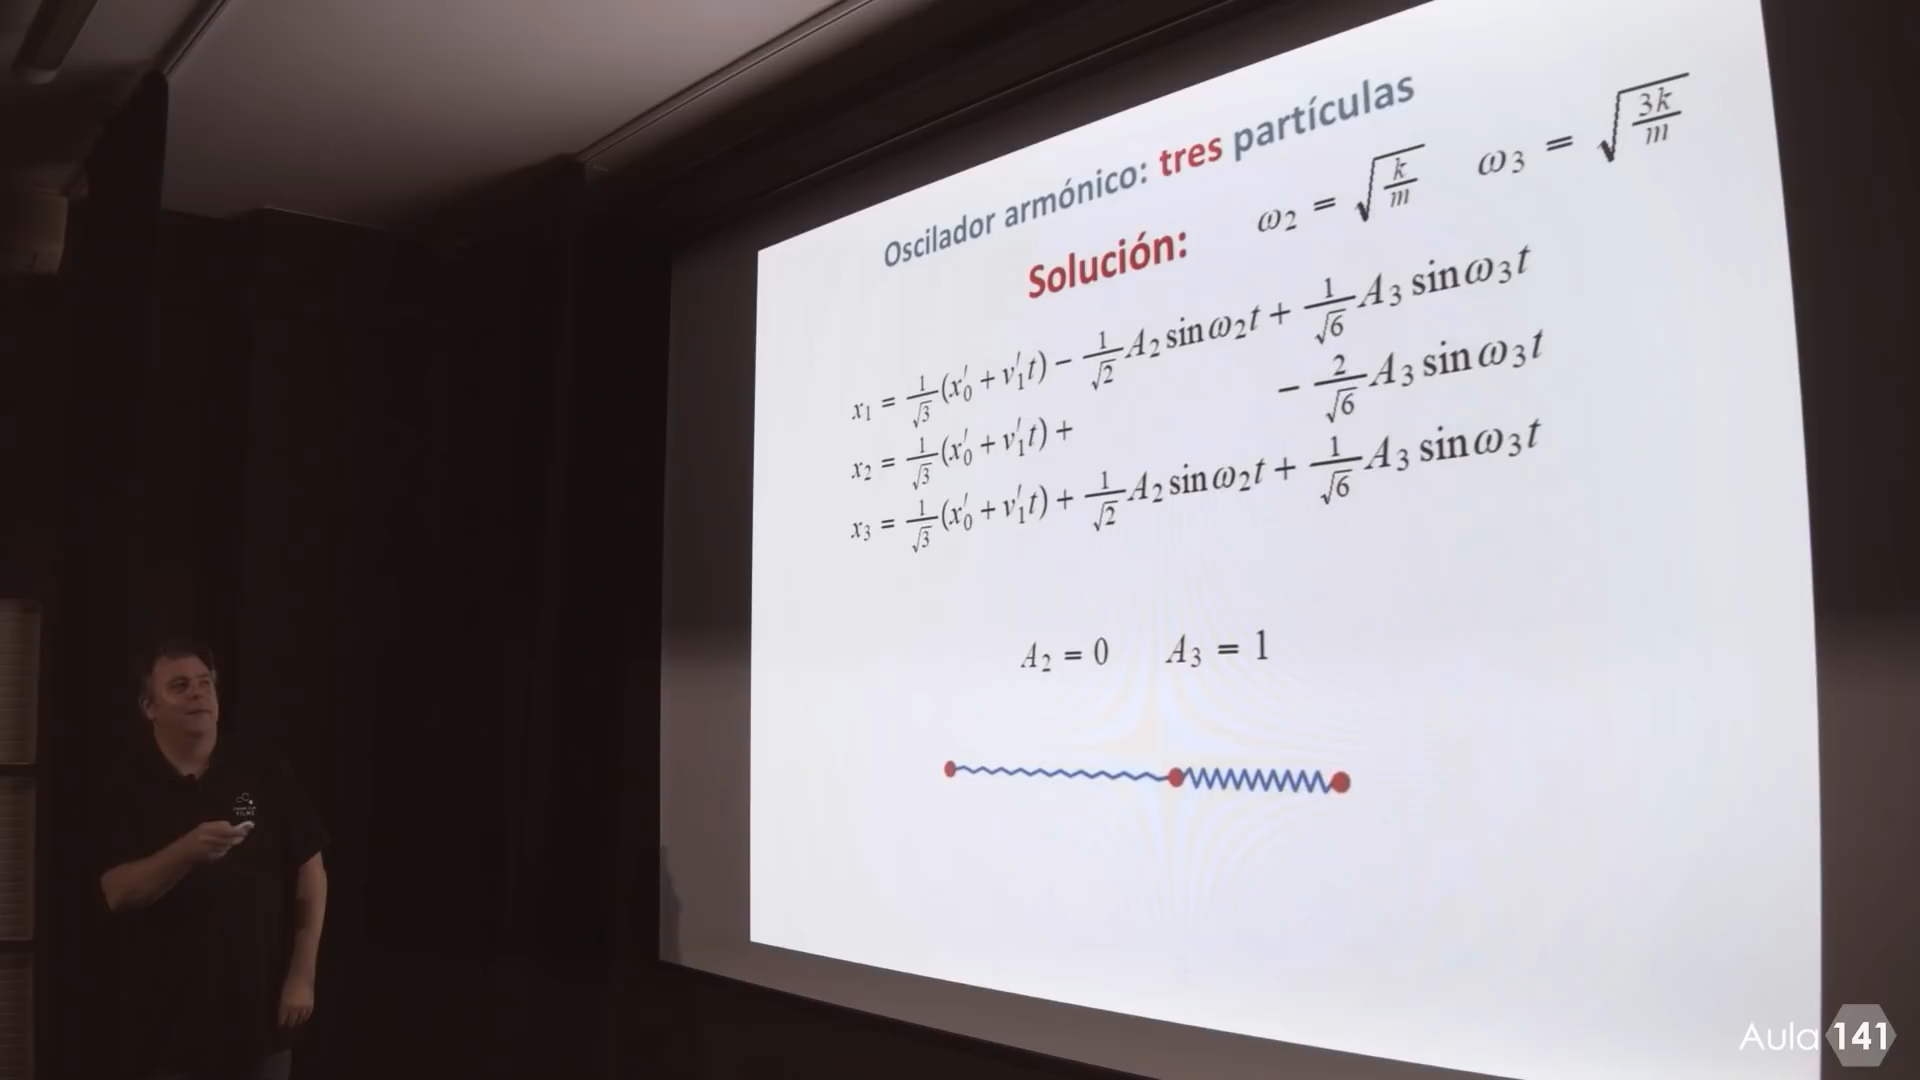 Oscilador armónico: tres partículas
Solución:
ω₂ = √(k/m)   ω₃ = √(3k/m)
x₁ = 1/√3 (x′₀ + v′₁t) − 1/√2 A₂ sin ω₂t + 1/√6 A₃ sin ω₃t
x₂ = 1/√3 (x′₀ + v′₁t) + − 2/√6 A₃ sin ω₃t
x₃ = 1/√3 (x′₀ + v′₁t) + 1/√2 A₂ sin ω₂t + 1/√6 A₃ sin ω₃t
A₂ = 0   A₃ = 1
FILMS
Aula 141